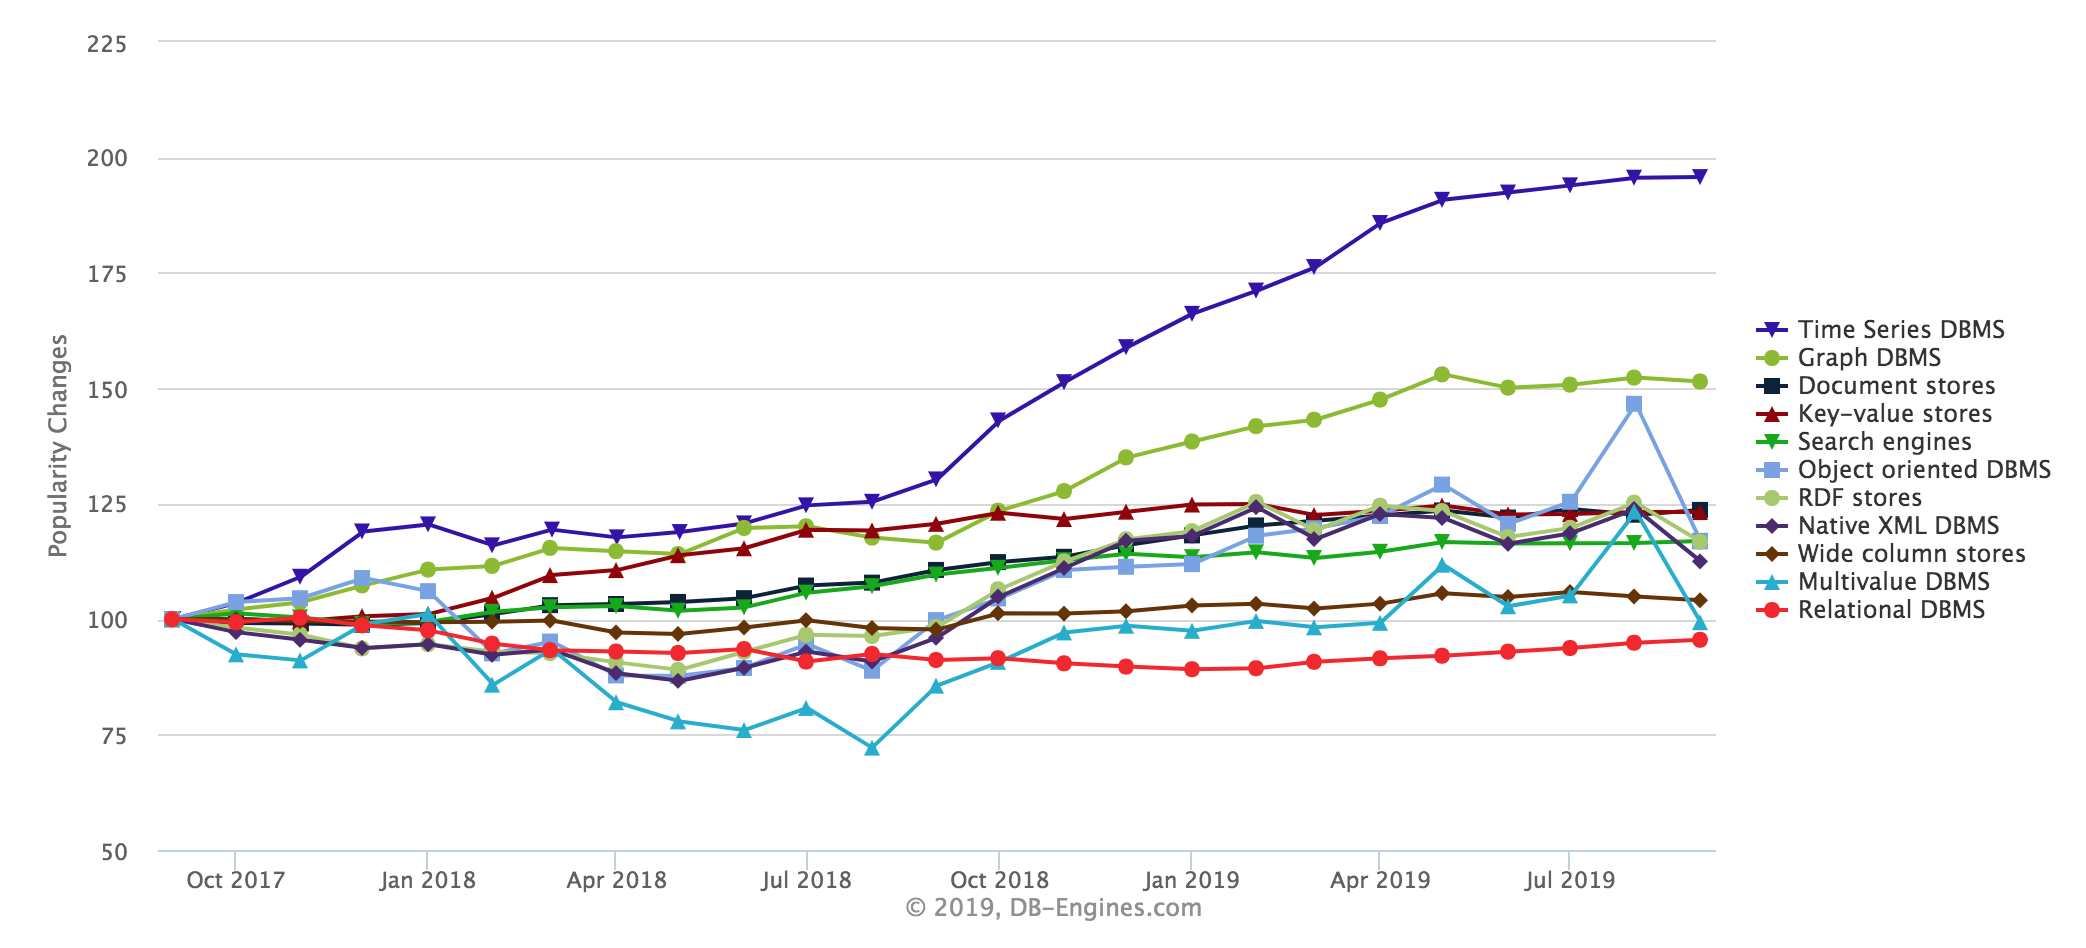 225
200
175
150
125
100
75
50
Popularity Changes
Oct 2017 Jan 2018 Apr 2018 Jul 2018 Oct 2018 Jan 2019 Apr 2019 Jul 2019
© 2019, DB-Engines.com
Time Series DBMS
Graph DBMS
Document stores
Key-value stores
Search engines
Object oriented DBMS
RDF stores
Native XML DBMS
Wide column stores
Multivalue DBMS
Relational DBMS